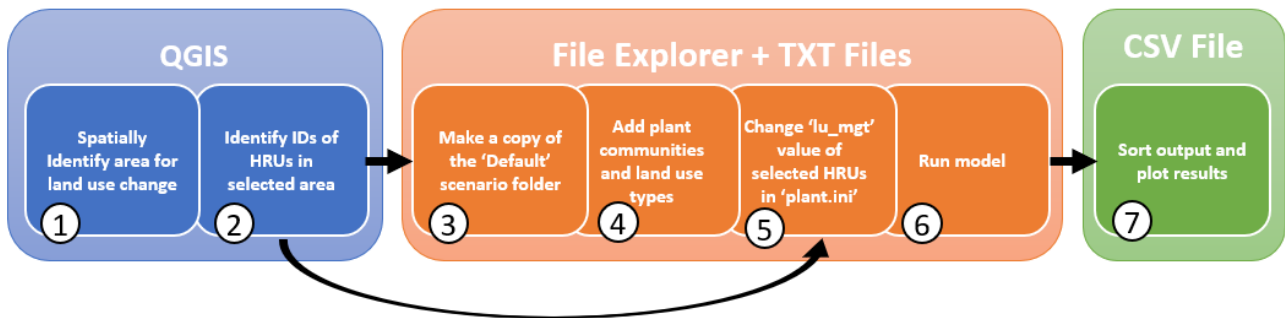 QGIS
Spatially
Identify area for
land use change
1
Identify IDs of
HRUs in
selected area
2
File Explorer + TXT Files
Make a copy of
the ‘Default’
scenario folder
3
Add plant
communities
and land use
types
4
Change ‘lu_mgt’
value of
selected HRUs
in ‘plant.ini’
5
Run model
6
CSV File
Sort output and
plot results
7